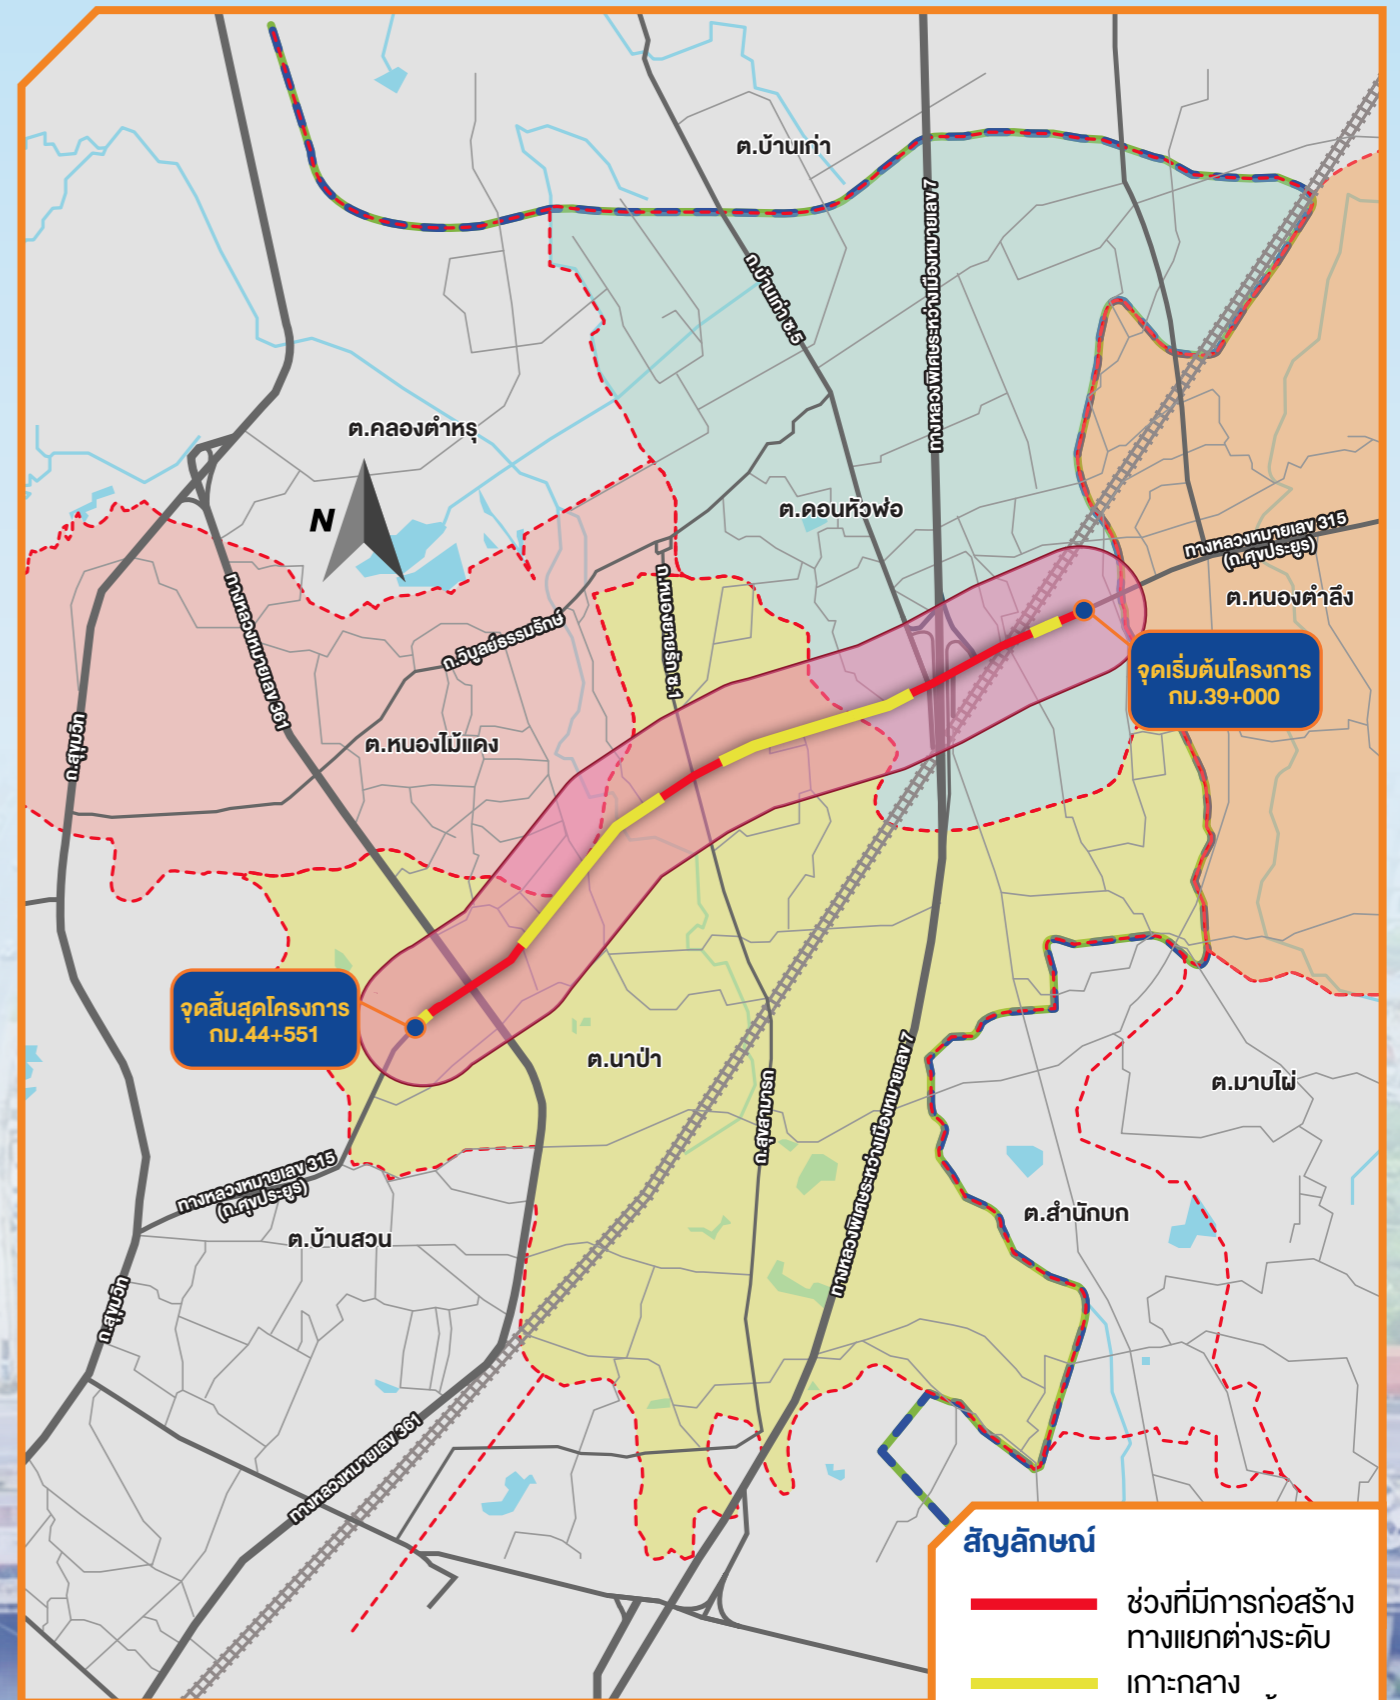 ต.บ้านเก่า
ทางหลวงพิเศษระหว่างเมืองหมายเลข 7
ถ.บ้านเก่า ซ.5
ต.คลองตำหรุ
N
ต.ดอนหัวฬ่อ
ทางหลวงหมายเลข 315
(ถ.ศุขประยูร)
ต.หนองตำลึง
ถ.วิบูลย์ธรรมรักษ์
ถ.หนองยายรุ๊ก ซ.1
ทางหลวงหมายเลข 361
จุดเริ่มต้นโครงการ
กม.39+000
ถ.สุขุมวิท
ต.หนองไม้แดง
จุดสิ้นสุดโครงการ
กม.44+551
ต.นาป่า
ต.มาบไผ่
ถ.สุขสามารถ
ทางหลวงพิเศษระหว่างเมืองหมายเลข 7
ทางหลวงหมายเลข 315
(ถ.ศุขประยูร)
ต.สำนักบก
ต.บ้านสวน
ถ.สุขุมวิท
ทางหลวงหมายเลข 361
สัญลักษณ์
ช่วงที่มีการก่อสร้าง
ทางแยกต่างระดับ
เกาะกลาง